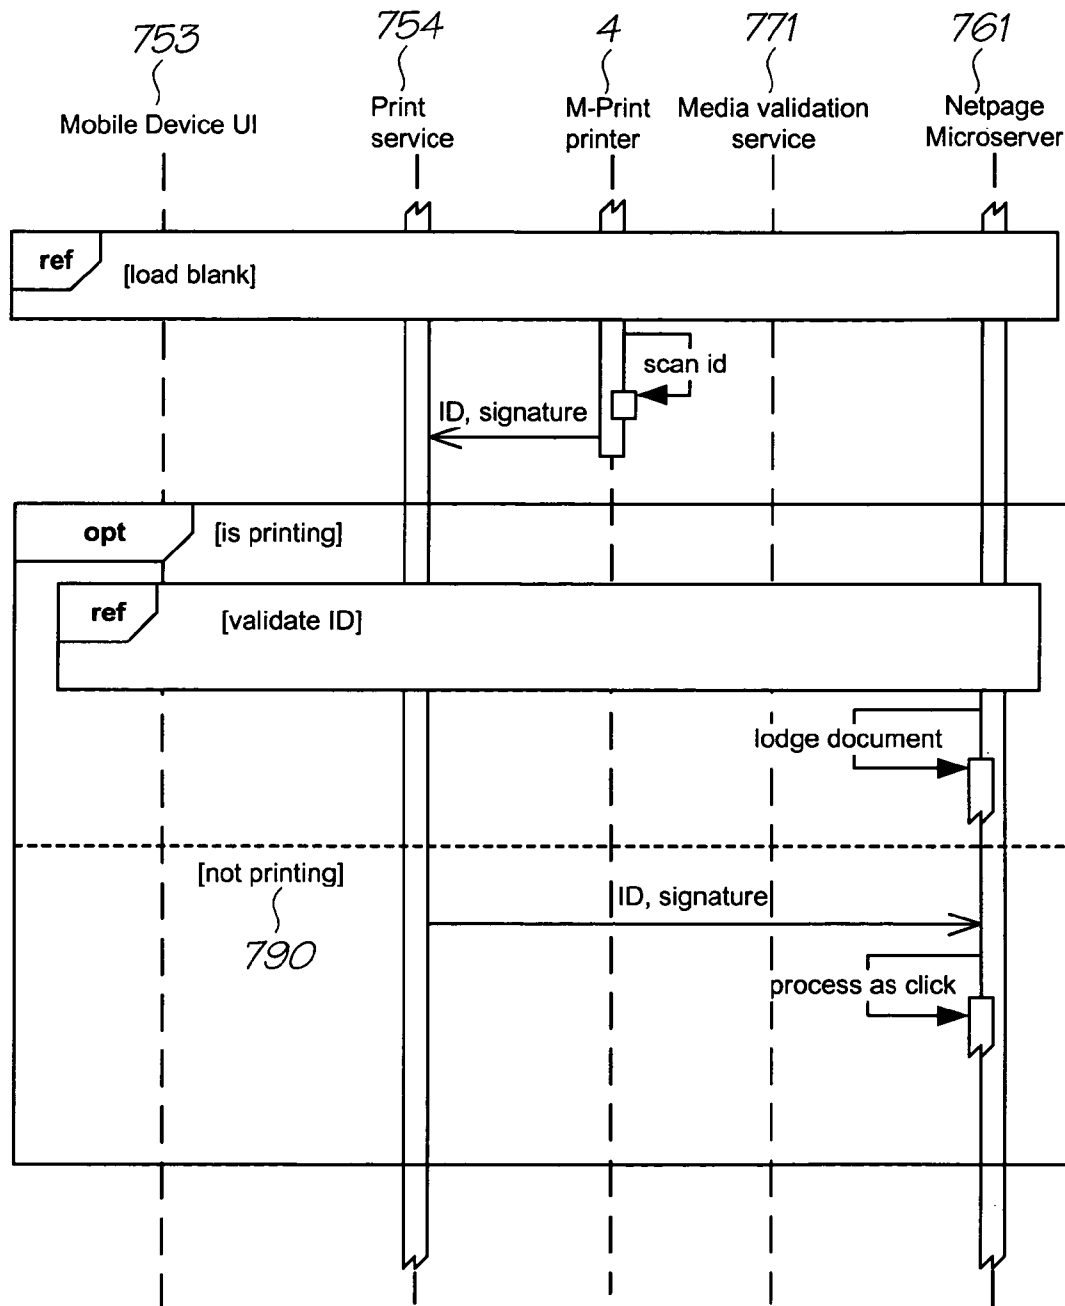 753
754
4
771
761
Mobile Device UI
Print
service
M-Print
printer
Media validation
service
Netpage
Microserver
ref
[load blank]
scan id
ID, signature
opt
[is printing]
ref
[validate ID]
lodge document
[not printing]
790
ID, signature
process as click